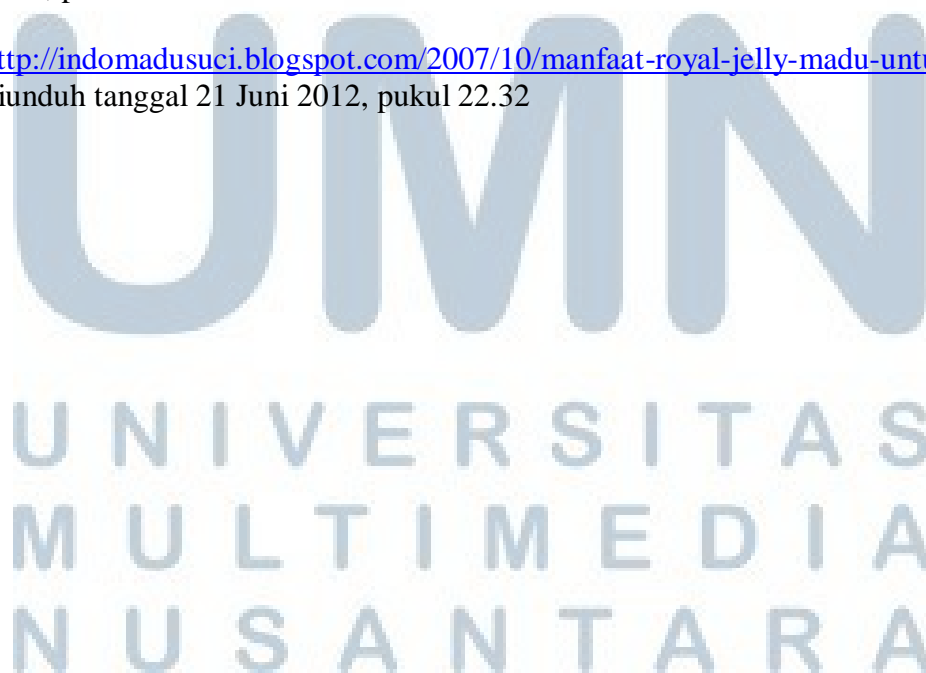 ttp://indomadusuci.blogspot.com/2007/10/manfaat-royal-jelly-madu-untu
iunduh tanggal 21 Juni 2012, pukul 22.32
UMN
UNIVERSITAS
MULTIMEDIA
NUSANTARA